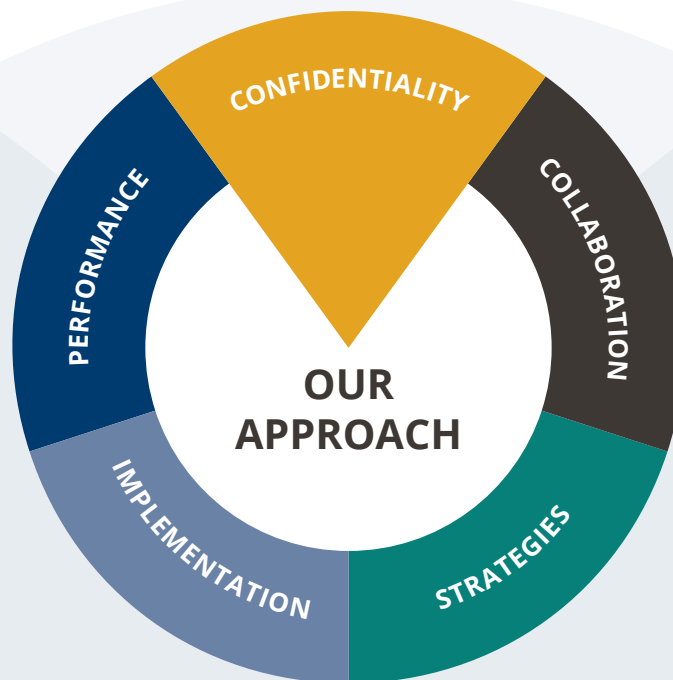 CONFIDENTIALITY
COLLABORATION
STRATEGIES
IMPLEMENTATION
PERFORMANCE
OUR
APPROACH